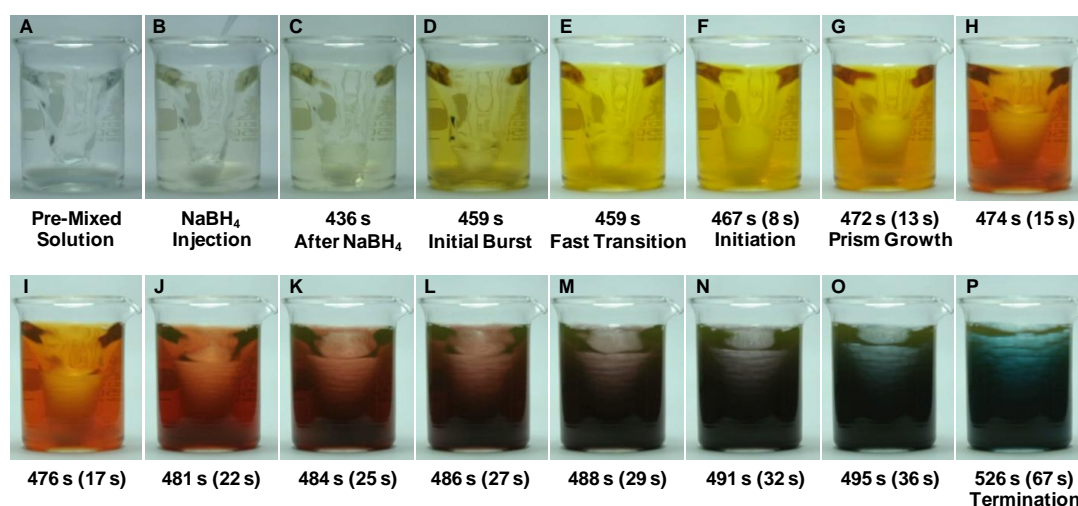 A B C D E F G H
Pre-Mixed Solution
NaBH₄ Injection
436 s After NaBH₄
459 s Initial Burst
459 s Fast Transition
467 s (8 s) Initiation
472 s (13 s) Prism Growth
474 s (15 s)
I J K L M N O P
476 s (17 s)
481 s (22 s)
484 s (25 s)
486 s (27 s)
488 s (29 s)
491 s (32 s)
495 s (36 s)
526 s (67 s) Termination